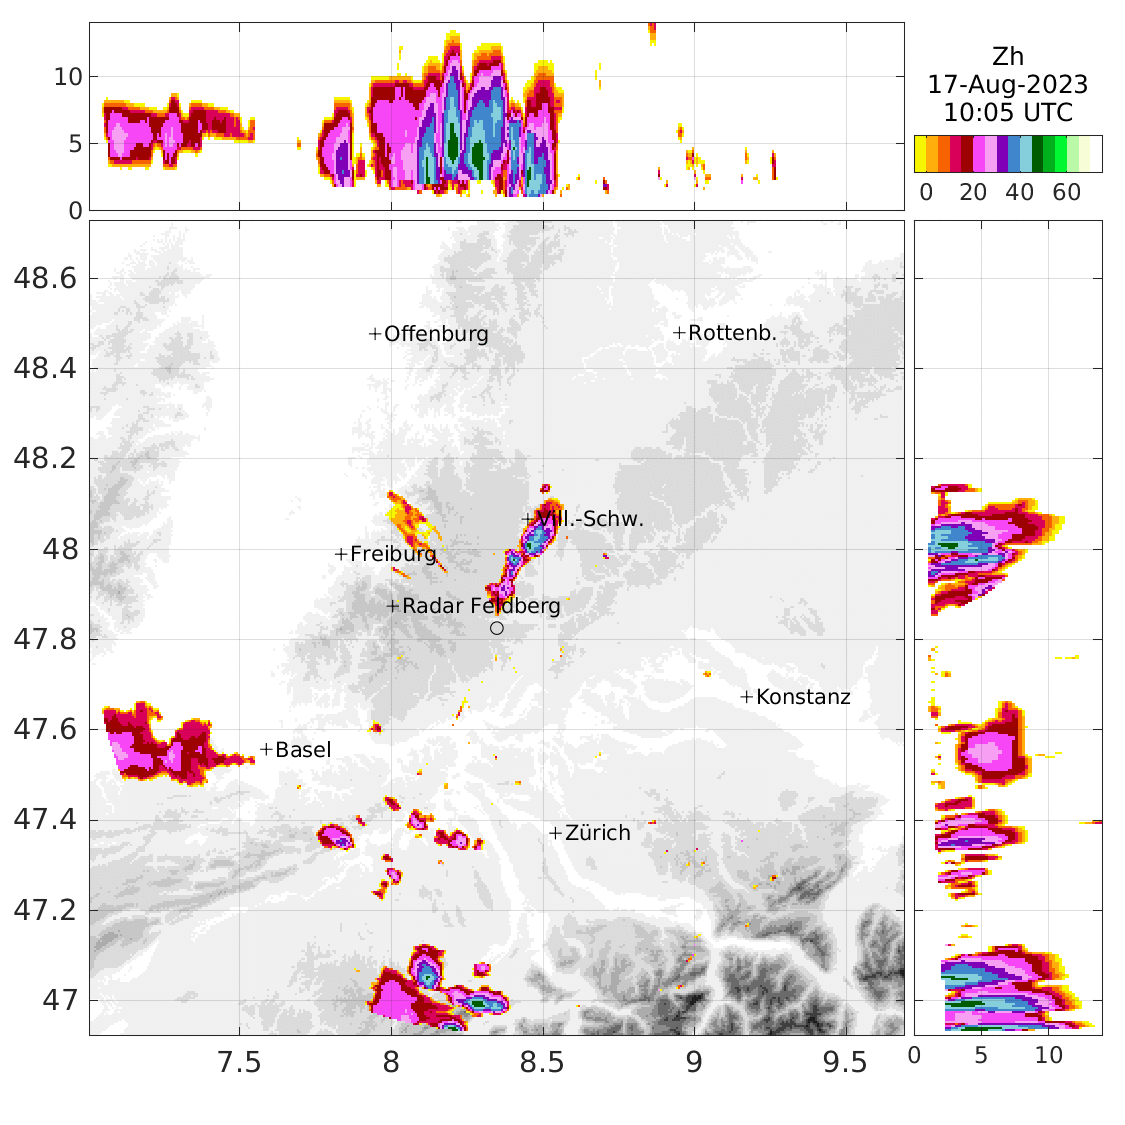 10
5
0
Zh
17-Aug-2023
10:05 UTC
0 20 40 60
48.6
48.4
48.2
48
47.8
47.6
47.4
47.2
47
+Offenburg
+Rottenb.
+Vill.-Schw.
+Freiburg
+Radar Feldberg
+Konstanz
+Basel
+Zürich
7.5 8 8.5 9 9.5
0 5 10